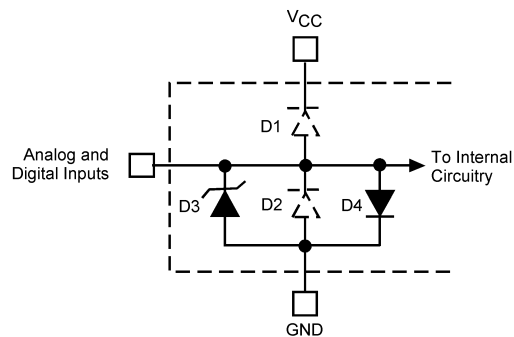 VCC
D1
Analog and
Digital Inputs
To Internal
Circuitry
D3
D2
D4
GND